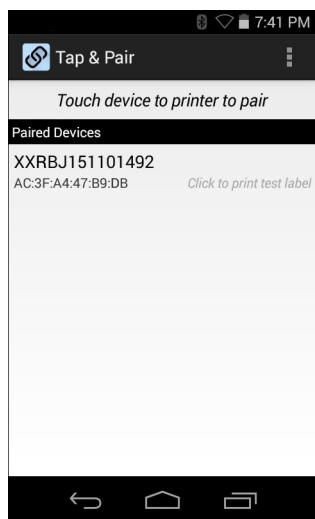 7:41 PM
Tap & Pair
Touch device to printer to pair
Paired Devices
XXRBJ151101492
AC:3F:A4:47:B9:DB Click to print test label